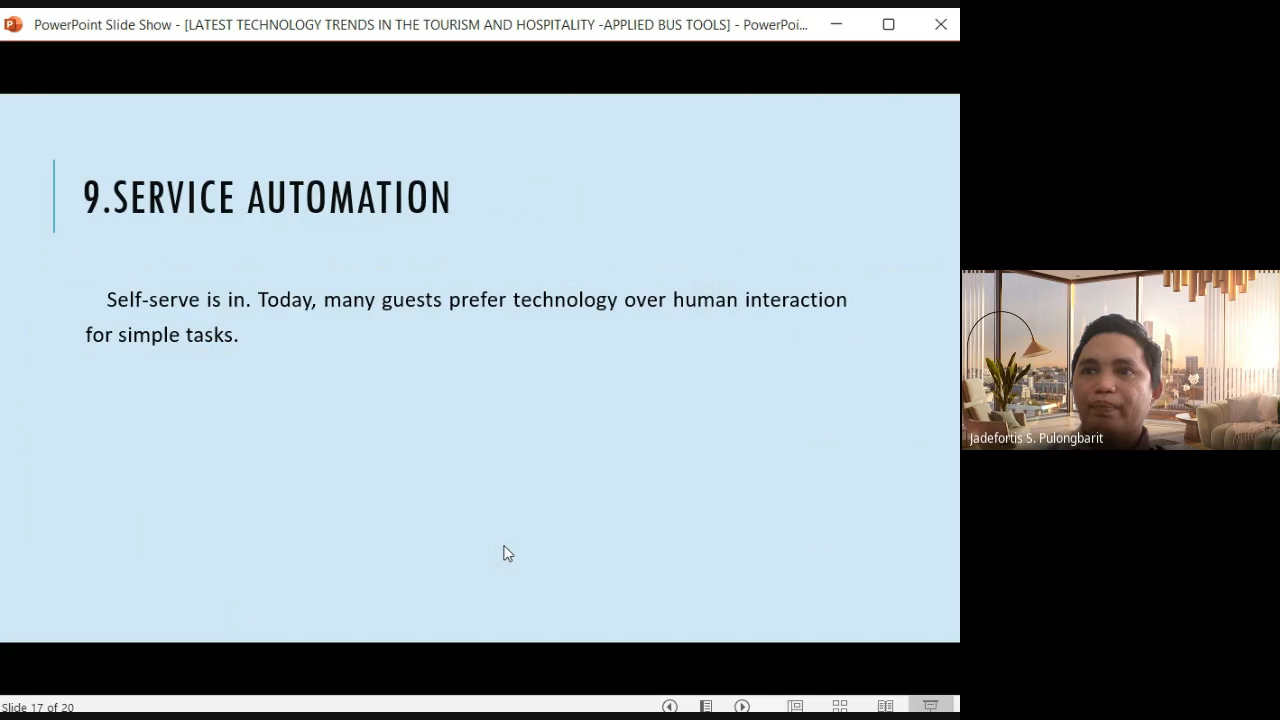 PowerPoint Slide Show - [LATEST TECHNOLOGY TRENDS IN THE TOURISM AND HOSPITALITY -APPLIED BUS TOOLS] - PowerPoi...
9.SERVICE AUTOMATION
Self-serve is in. Today, many guests prefer technology over human interaction
for simple tasks.
Jadefortis S. Pulongbarit
Slide 17 of 20